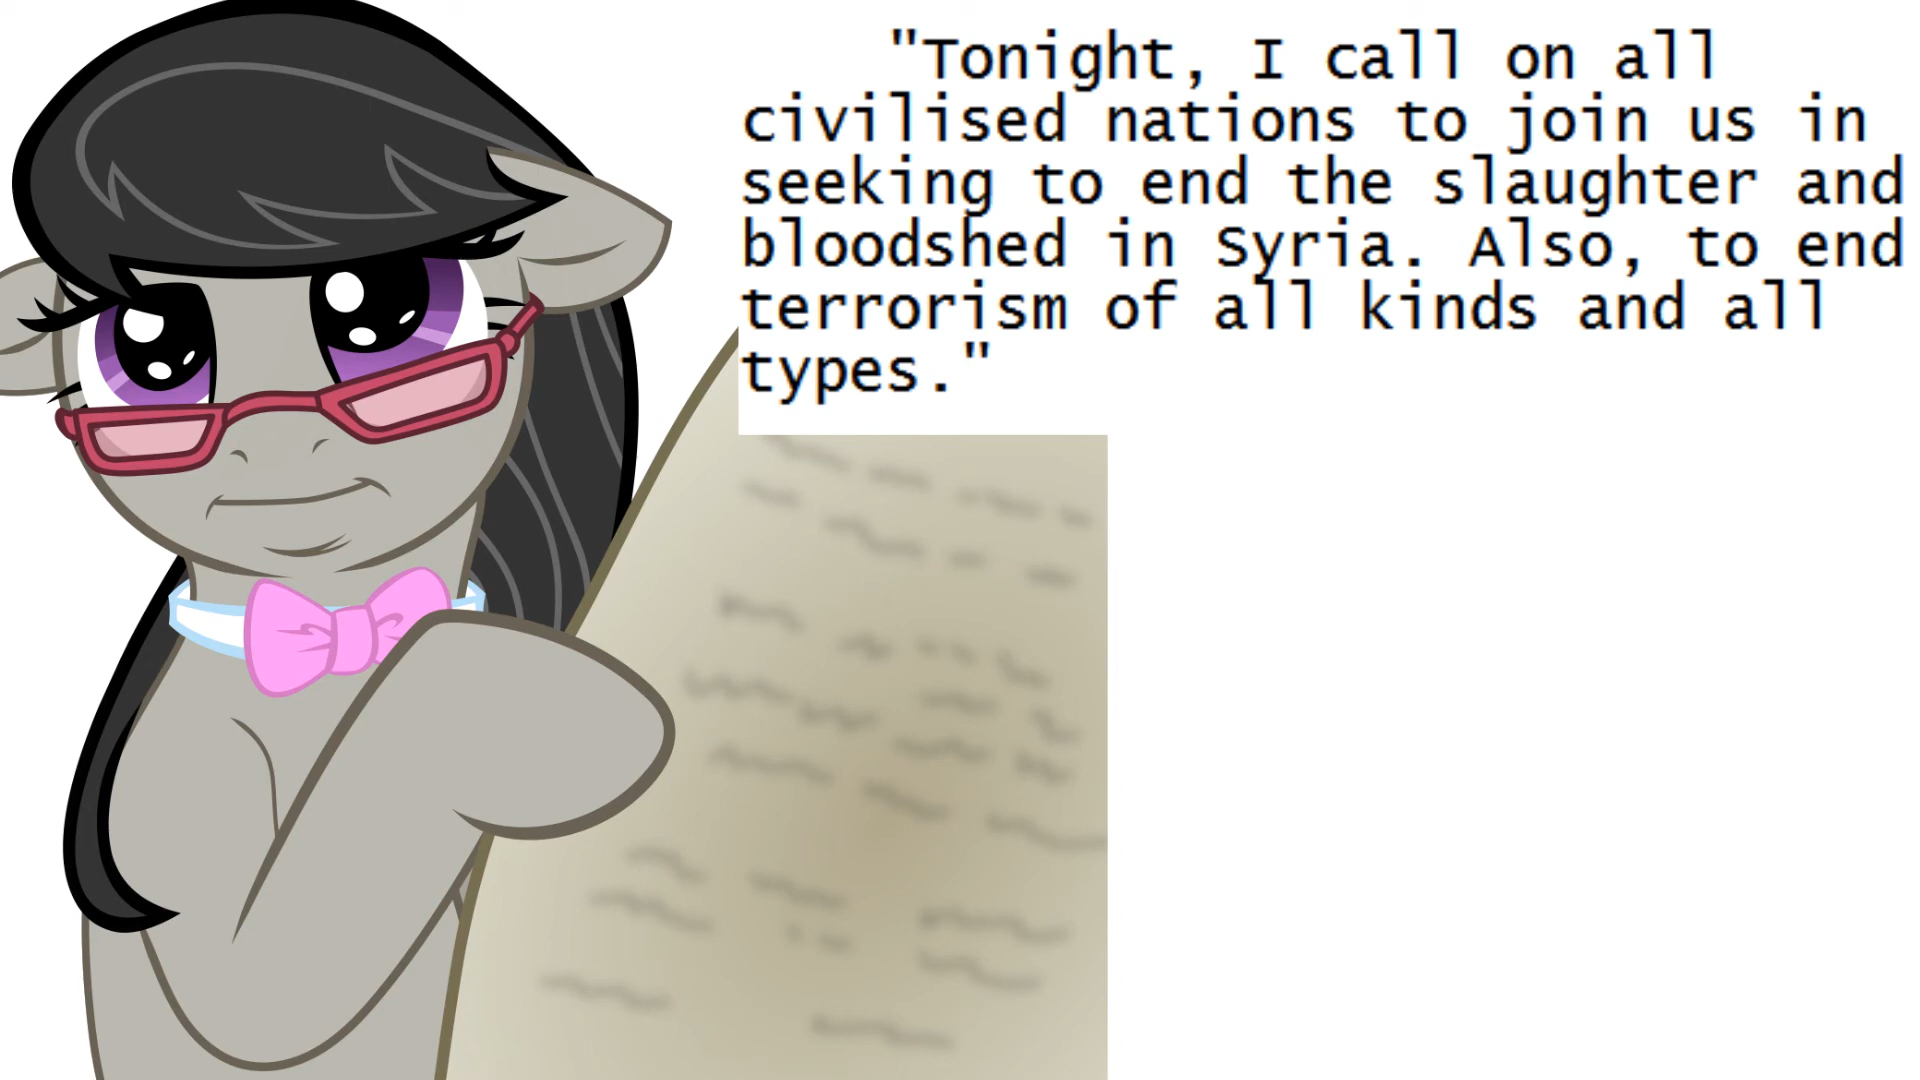 "Tonight, I call on all
civilised nations to join us in
seeking to end the slaughter and
bloodshed in Syria. Also, to end
terrorism of all kinds and all
types."